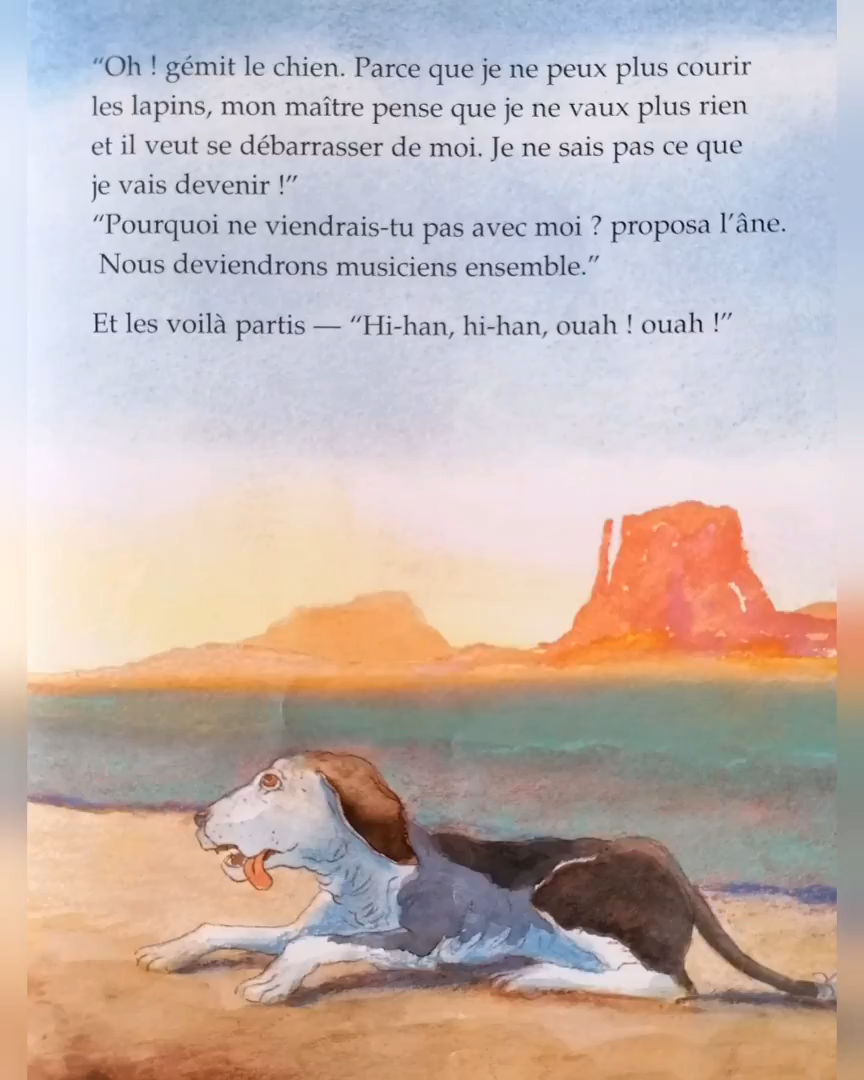 “Oh ! gémit le chien. Parce que je ne peux plus courir
les lapins, mon maître pense que je ne vaux plus rien
et il veut se débarrasser de moi. Je ne sais pas ce que
je vais devenir !”
“Pourquoi ne viendrais-tu pas avec moi ? proposa l’âne.
Nous deviendrons musiciens ensemble.”
Et les voilà partis — “Hi-han, hi-han, ouah ! ouah !”